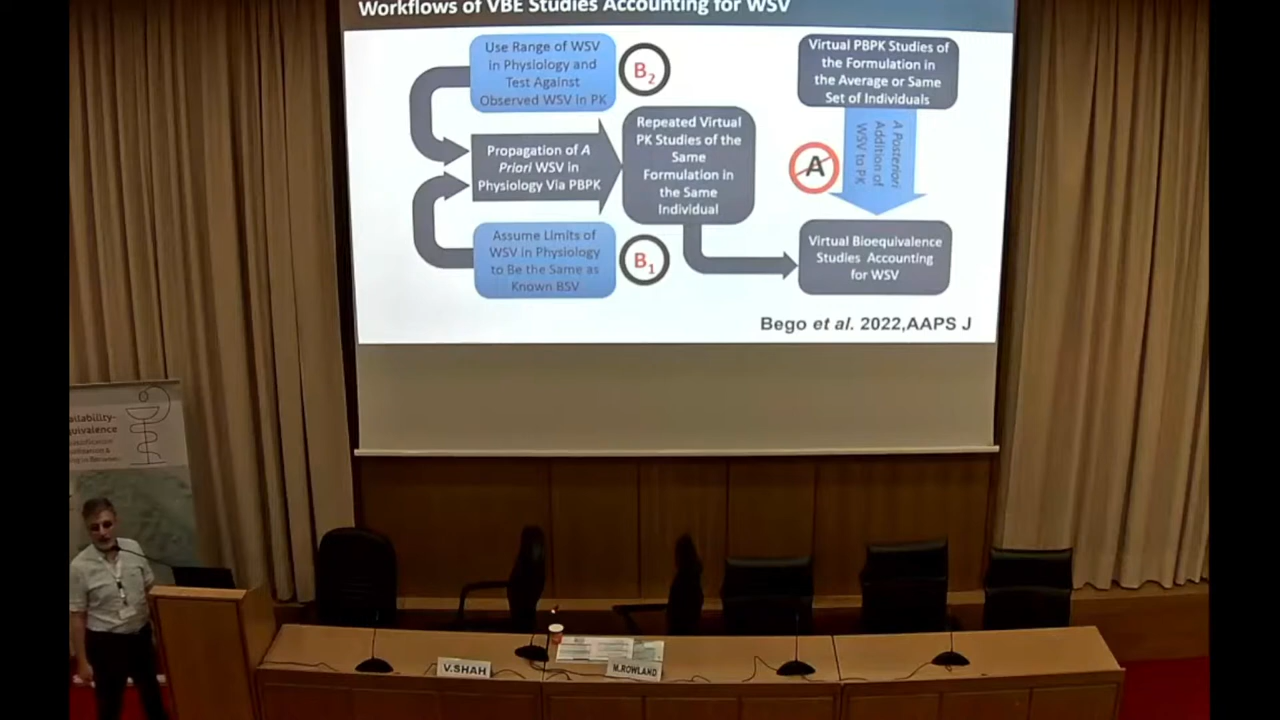 Workflows of VBE Studies Accounting for WSV
Use Range of WSV
in Physiology and
Test Against
Observed WSV in PK
B2
Propagation of A
Priori WSV in
Physiology Via PBPK
Assume Limits of
WSV in Physiology
to Be the Same as
Known BSV
B1
Repeated Virtual
PK Studies of the
Same
Formulation in
the Same
Individual
Virtual PBPK Studies of
the Formulation in
the Average or Same
Set of Individuals
A
A Posteriori
Addition of
WSV to PK
Virtual Bioequivalence
Studies Accounting
for WSV
Bego et al. 2022,AAPS J
V.SHAH
M.ROWLAND